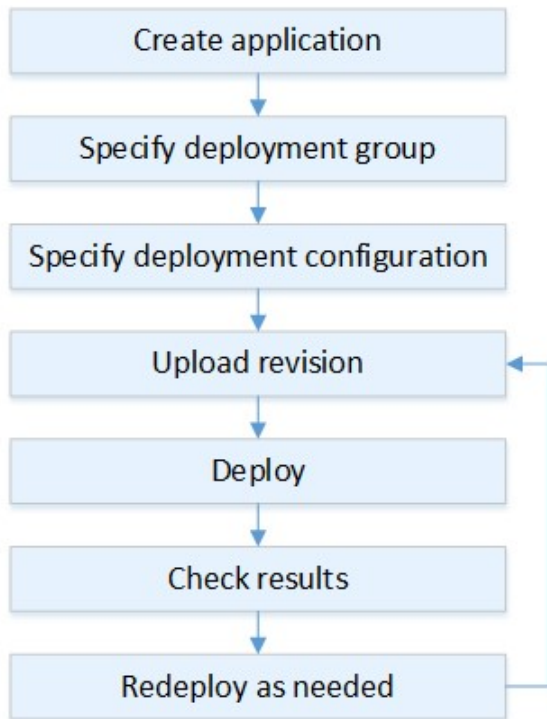 Create application
Specify deployment group
Specify deployment configuration
Upload revision
Deploy
Check results
Redeploy as needed